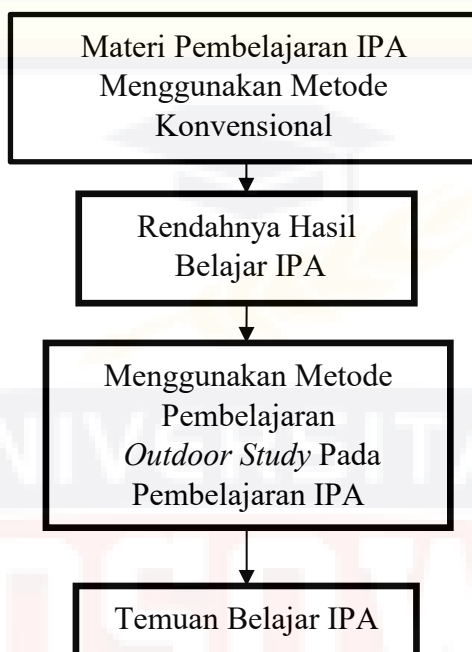 Materi Pembelajaran IPA
Menggunakan Metode
Konvensional
Rendahnya Hasil
Belajar IPA
Menggunakan Metode
Pembelajaran
Outdoor Study Pada
Pembelajaran IPA
Temuan Belajar IPA